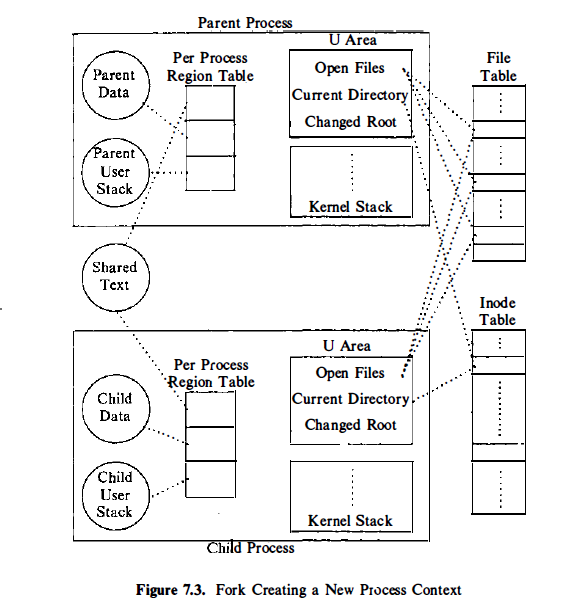 Parent Process
U Area
Per Process
Region Table
File
Table
Parent
Data
Open Files
Current Directory
Changed Root
Parent
User
Stack
Kernel Stack
Shared
Text
Inode
Table
U Area
Per Process
Region Table
Open Files
Current Directory
Changed Root
Child
Data
Child
User
Stack
Kernel Stack
Child Process
Figure 7.3. Fork Creating a New Process Context